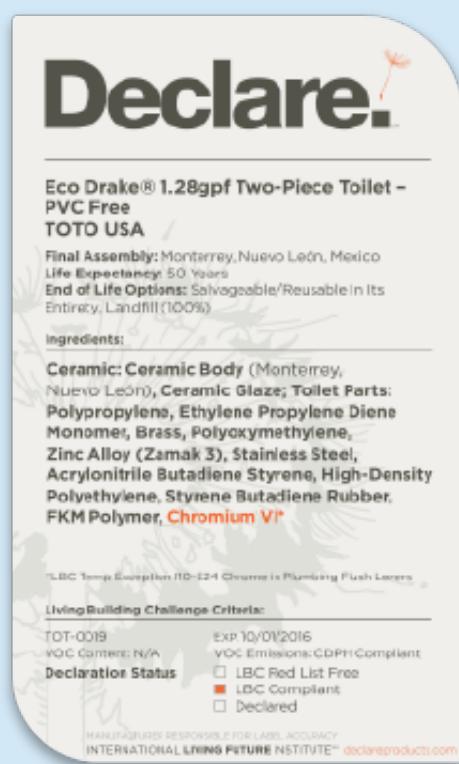 Declare.
Eco Drake® 1.28gpf Two-Piece Toilet –
PVC Free
TOTO USA
Final Assembly: Monterrey, Nuevo León, Mexico
Life Expectancy: 50 Years
End of Life Options: Salvageable/Reusable In Its
Entirety, Landfill (100%)
Ingredients:
Ceramic: Ceramic Body (Monterrey,
Nuevo León), Ceramic Glaze; Toilet Parts:
Polypropylene, Ethylene Propylene Diene
Monomer, Brass, Polyoxymethylene,
Zinc Alloy (Zamak 3), Stainless Steel,
Acrylonitrile Butadiene Styrene, High-Density
Polyethylene, Styrene Butadiene Rubber,
FKM Polymer, Chromium VI*
*LBC Temp Exception I10-E24 Chrome in Plumbing Flush Levers
Living Building Challenge Criteria:
TOT-0019 EXP 10/01/2016
VOC Content: N/A VOC Emissions: CDPH Compliant
Declaration Status LBC Red List Free
LBC Compliant
Declared
MANUFACTURER RESPONSIBLE FOR LABEL ACCURACY
INTERNATIONAL LIVING FUTURE INSTITUTE™ declareproducts.com